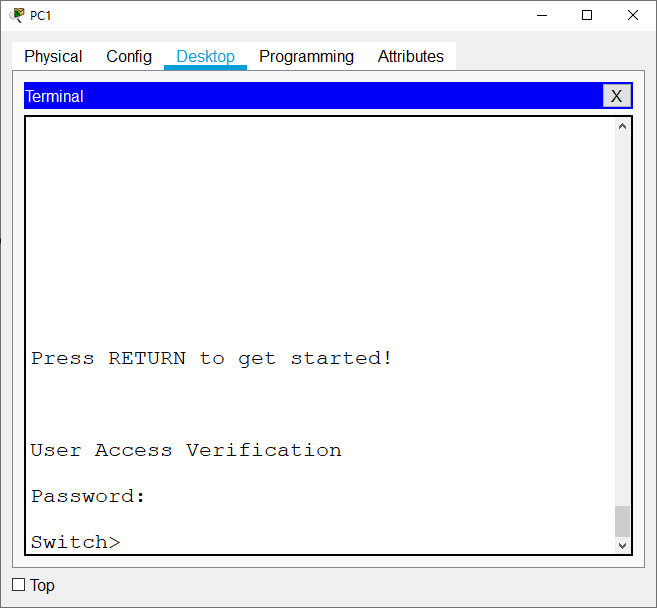 PC1
Physical Config Desktop Programming Attributes
Terminal X
Press RETURN to get started!
User Access Verification
Password:
Switch>
Top